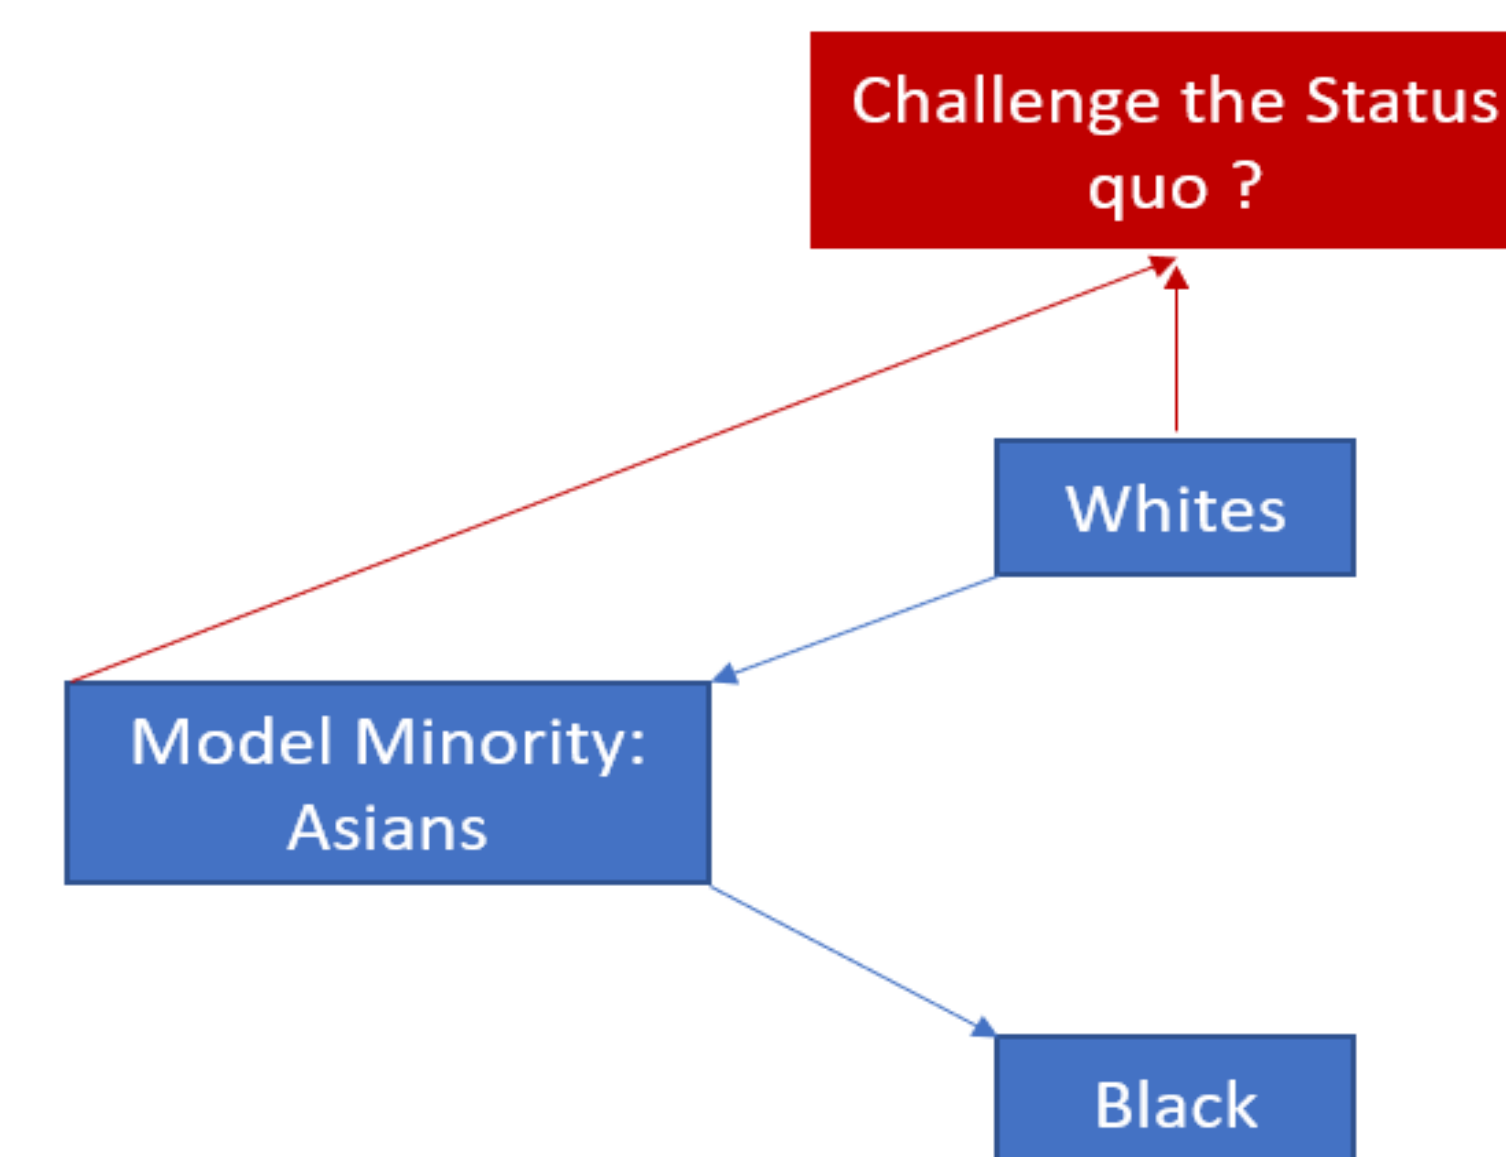 Challenge the Status
quo ?
Whites
Model Minority:
Asians
Black